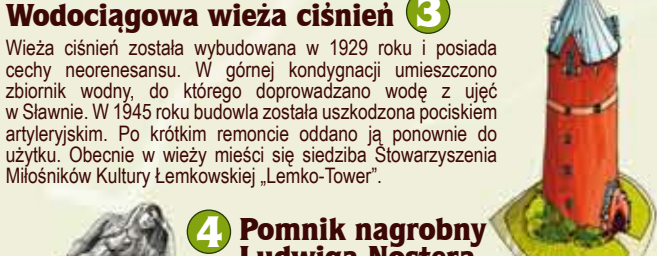 Wodociągowa wieża ciśnień 3
Wieża ciśnień została wybudowana w 1929 roku i posiada
cechy neorenesansu. W górnej kondygnacji umieszczono
zbiornik wodny, do którego doprowadzano wodę z ujęć
w Sławnie. W 1945 roku budowla została uszkodzona pociskiem
artyleryjskim. Po krótkim remoncie oddano ją ponownie do
użytku. Obecnie w wieży mieści się siedziba Stowarzyszenia
Miłośników Kultury Łemkowskiej „Lemko-Tower”.
4 Pomnik nagrobny
Ludwiga Nostera